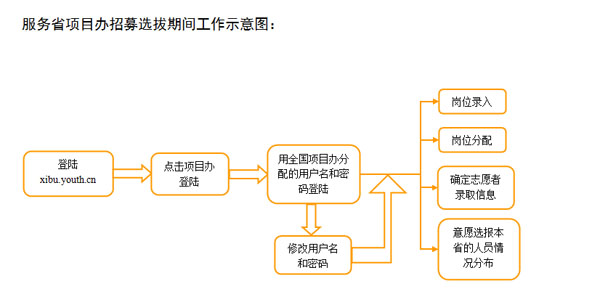 服务省项目办招募选拔期间工作示意图：
登陆
xibu.youth.cn
点击项目办
登陆
用全国项目办分
配的用户名和密
码登陆
修改用户名
和密码
岗位录入
岗位分配
确定志愿者
录取信息
意愿选报本
省的人员情
况分布